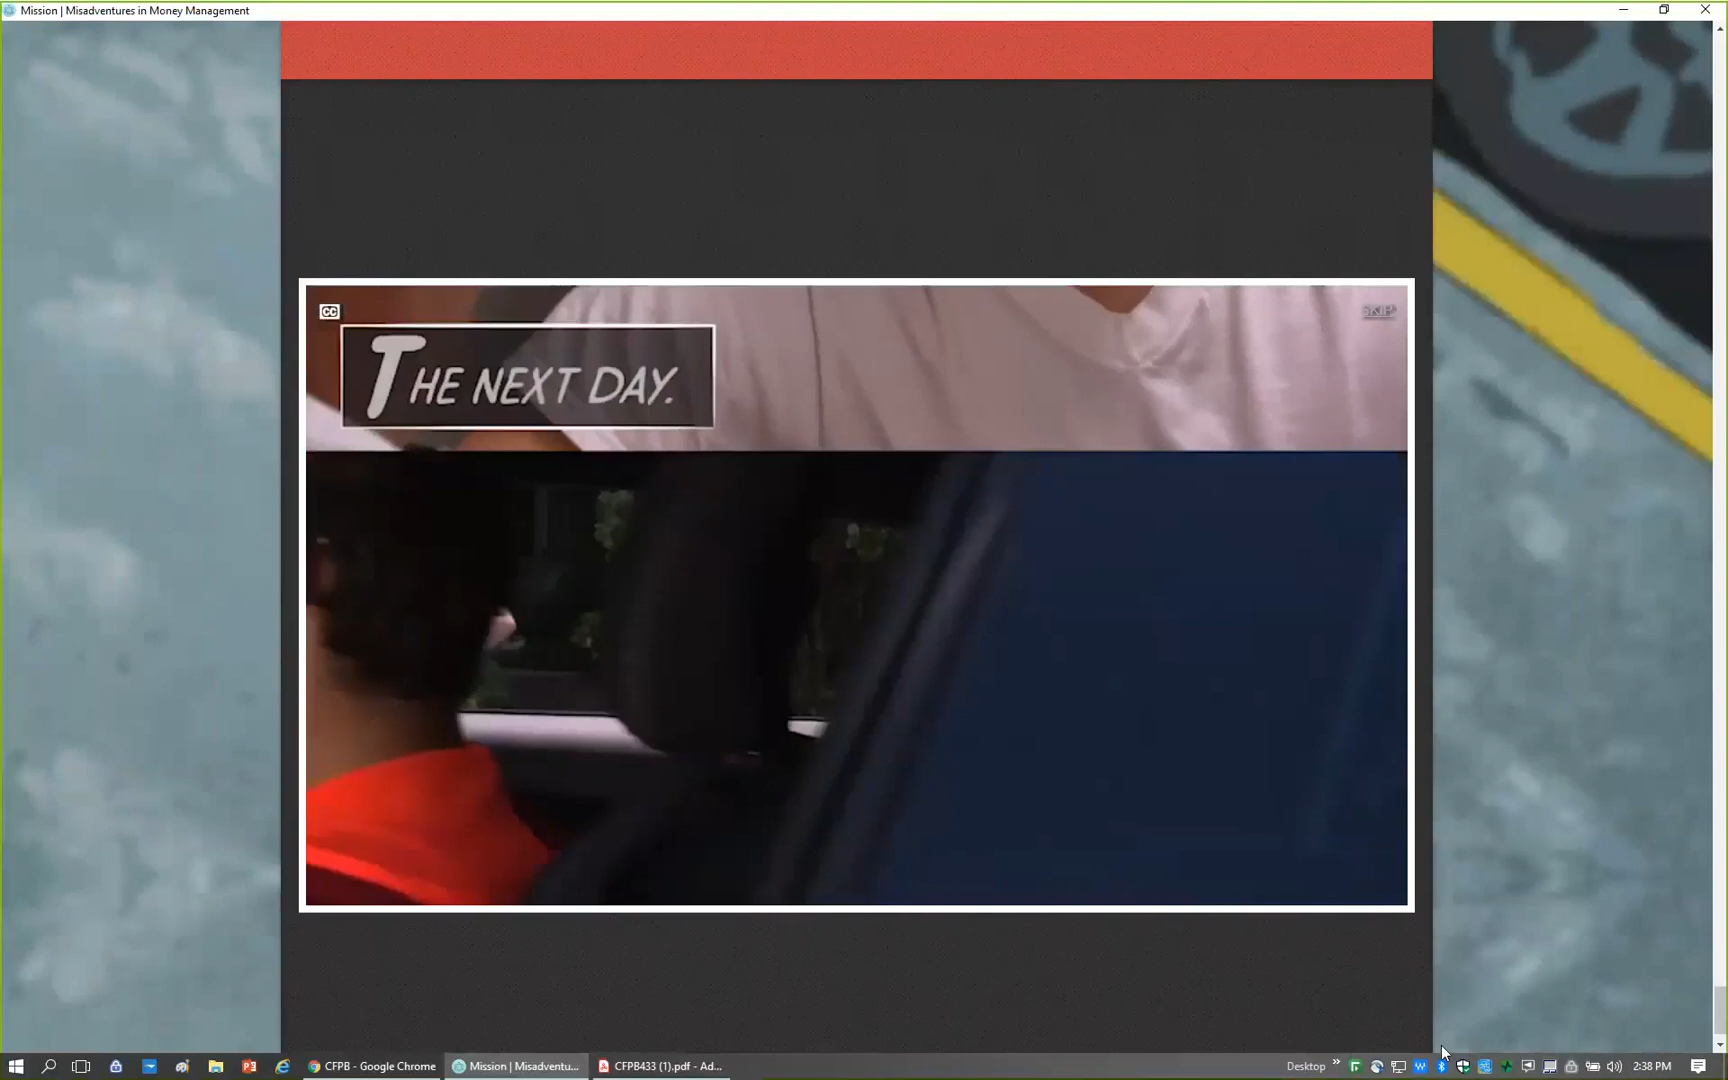 Mission | Misadventures in Money Management
CC
SKIP
THE NEXT DAY.
CFPB - Google Chrome
Mission | Misadventu...
CFPB433 (1).pdf - Ad...
Desktop
2:38 PM